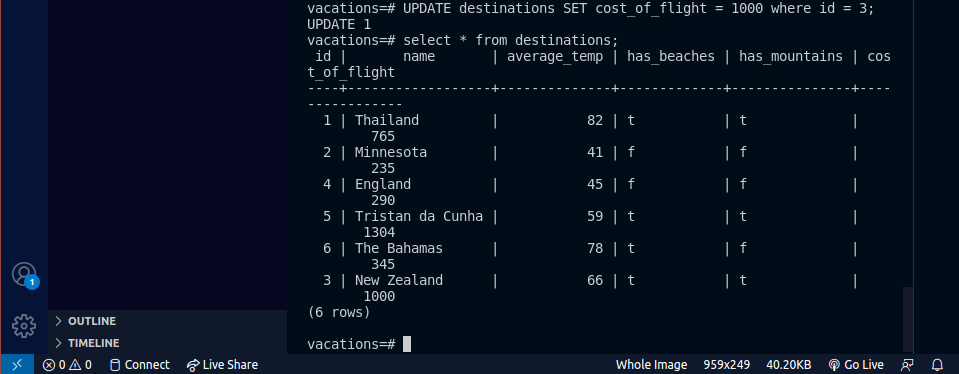 vacations=# UPDATE destinations SET cost_of_flight = 1000 where id = 3;
UPDATE 1
vacations=# select * from destinations;
 id |       name       | average_temp | has_beaches | has_mountains | cos
t_of_flight
----+------------------+--------------+-------------+---------------+----
------------
  1 | Thailand         |           82 | t           | t             |
        765
  2 | Minnesota        |           41 | f           | f             |
        235
  4 | England          |           45 | f           | f             |
        290
  5 | Tristan da Cunha |           59 | t           | t             |
       1304
  6 | The Bahamas      |           78 | t           | f             |
        345
  3 | New Zealand      |           66 | t           | t             |
       1000
(6 rows)
vacations=#
1
OUTLINE
TIMELINE
0 0 Connect Live Share Whole Image 959x249 40.20KB Go Live